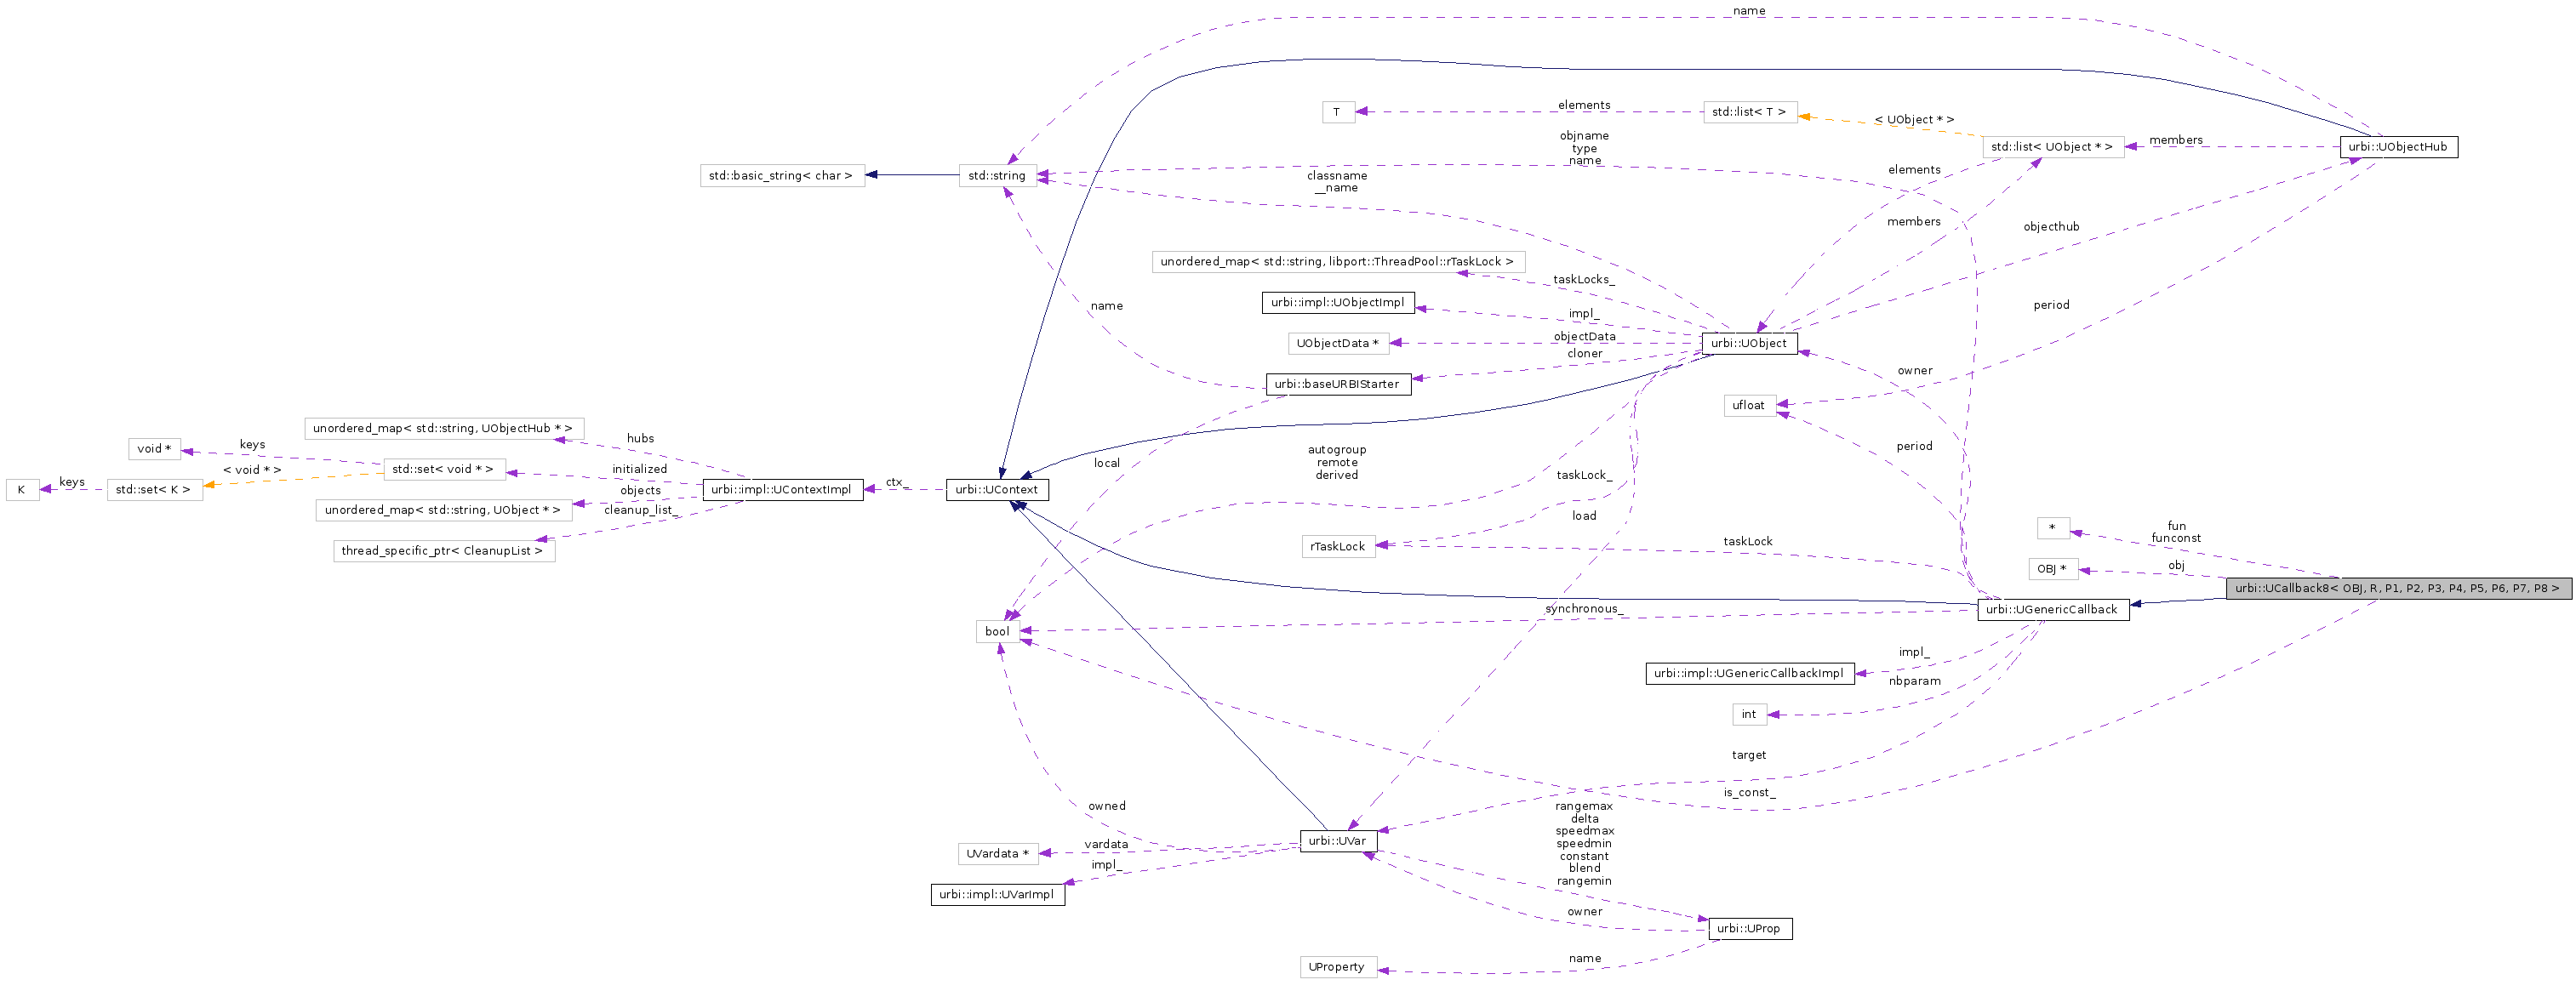 name
T
elements
std::list< T >
< UObject * >
objname
type
name
std::list< UObject * >
members
urbi::UObjectHub
std::basic_string< char >
std::string
classname
__name
elements
members
objecthub
unordered_map< std::string, libport::ThreadPool::rTaskLock >
taskLocks_
urbi::impl::UObjectImpl
impl_
name
period
UObjectData *
objectData
urbi::UObject
cloner
urbi::baseURBIStarter
owner
ufloat
unordered_map< std::string, UObjectHub * >
hubs
void *
keys
std::set< void * >
< void * >
initialized
local
autogroup
remote
derived
taskLock_
period
K
keys
std::set< K >
objects
urbi::impl::UContextImpl
ctx_
urbi::UContext
unordered_map< std::string, UObject * >
cleanup_list_
load
thread_specific_ptr< CleanupList >
rTaskLock
taskLock
*
fun
funconst
OBJ *
obj
urbi::UCallback8< OBJ, R, P1, P2, P3, P4, P5, P6, P7, P8 >
synchronous_
urbi::UGenericCallback
bool
impl_
urbi::impl::UGenericCallbackImpl
nbparam
int
target
is_const_
owned
rangemax
delta
speedmax
speedmin
constant
blend
rangemin
urbi::UVar
UVardata *
vardata
impl_
urbi::impl::UVarImpl
owner
urbi::UProp
UProperty
name